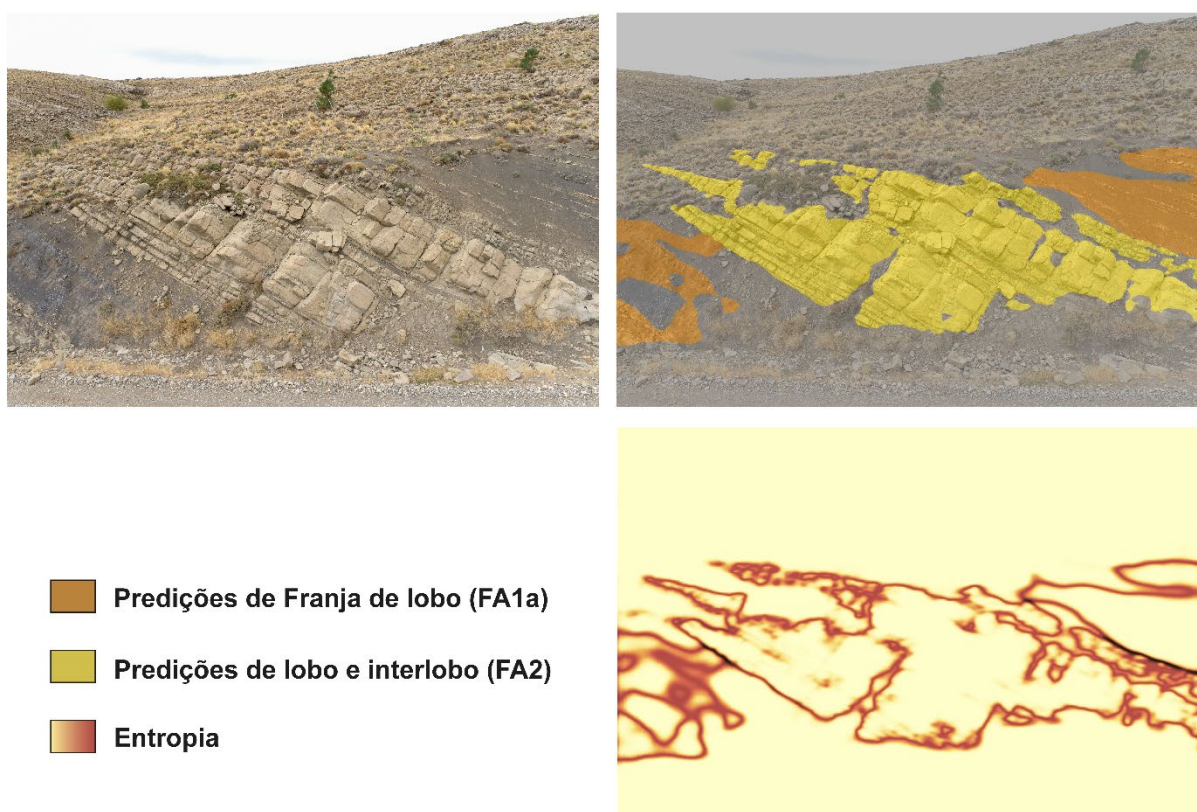 Predições de Franja de lobo (FA1a)
Predições de lobo e interlobo (FA2)
Entropia